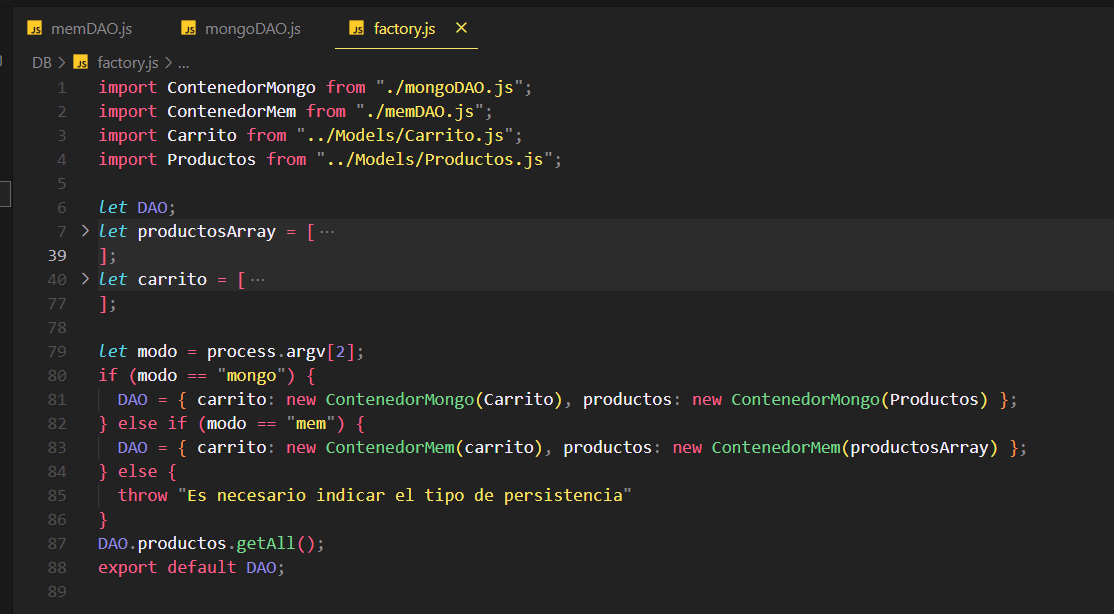 JS memDAO.js JS mongoDAO.js JS factory.js ×
DB > JS factory.js > ...
1 import ContenedorMongo from "./mongoDAO.js";
2 import ContenedorMem from "./memDAO.js";
3 import Carrito from "../Models/Carrito.js";
4 import Productos from "../Models/Productos.js";
5
6 let DAO;
7 > let productosArray = [ ···
39 ];
40 > let carrito = [ ···
77 ];
78
79 let modo = process.argv[2];
80 if (modo == "mongo") {
81   DAO = { carrito: new ContenedorMongo(Carrito), productos: new ContenedorMongo(Productos) };
82 } else if (modo == "mem") {
83   DAO = { carrito: new ContenedorMem(carrito), productos: new ContenedorMem(productosArray) };
84 } else {
85   throw "Es necesario indicar el tipo de persistencia"
86 }
87 DAO.productos.getAll();
88 export default DAO;
89